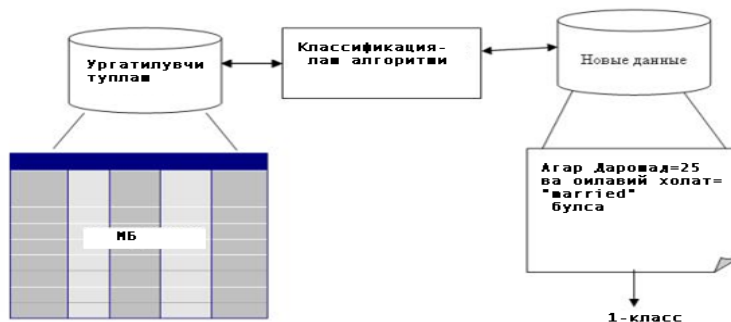 Ургатилувчи
туплам
Классификация-
лаш алгоритми
Новые данные
МБ
Агар Даромад=25
ва оилавий холат=
"married"
булса
1-класс